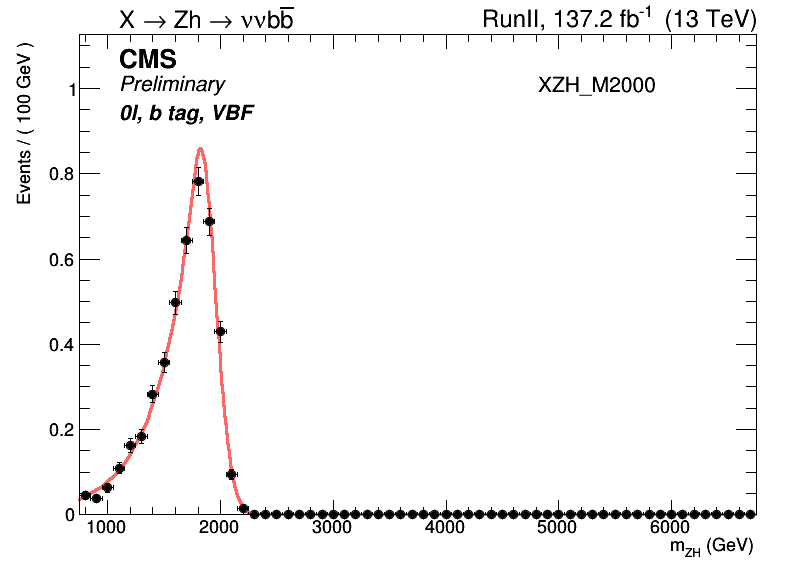 X → Zh → ννbb̅
RunII, 137.2 fb⁻¹ (13 TeV)
CMS
Preliminary
0l, b tag, VBF
XZH_M2000
Events / ( 100 GeV )
1
0.8
0.6
0.4
0.2
0
1000 2000 3000 4000 5000 6000
m_ZH (GeV)